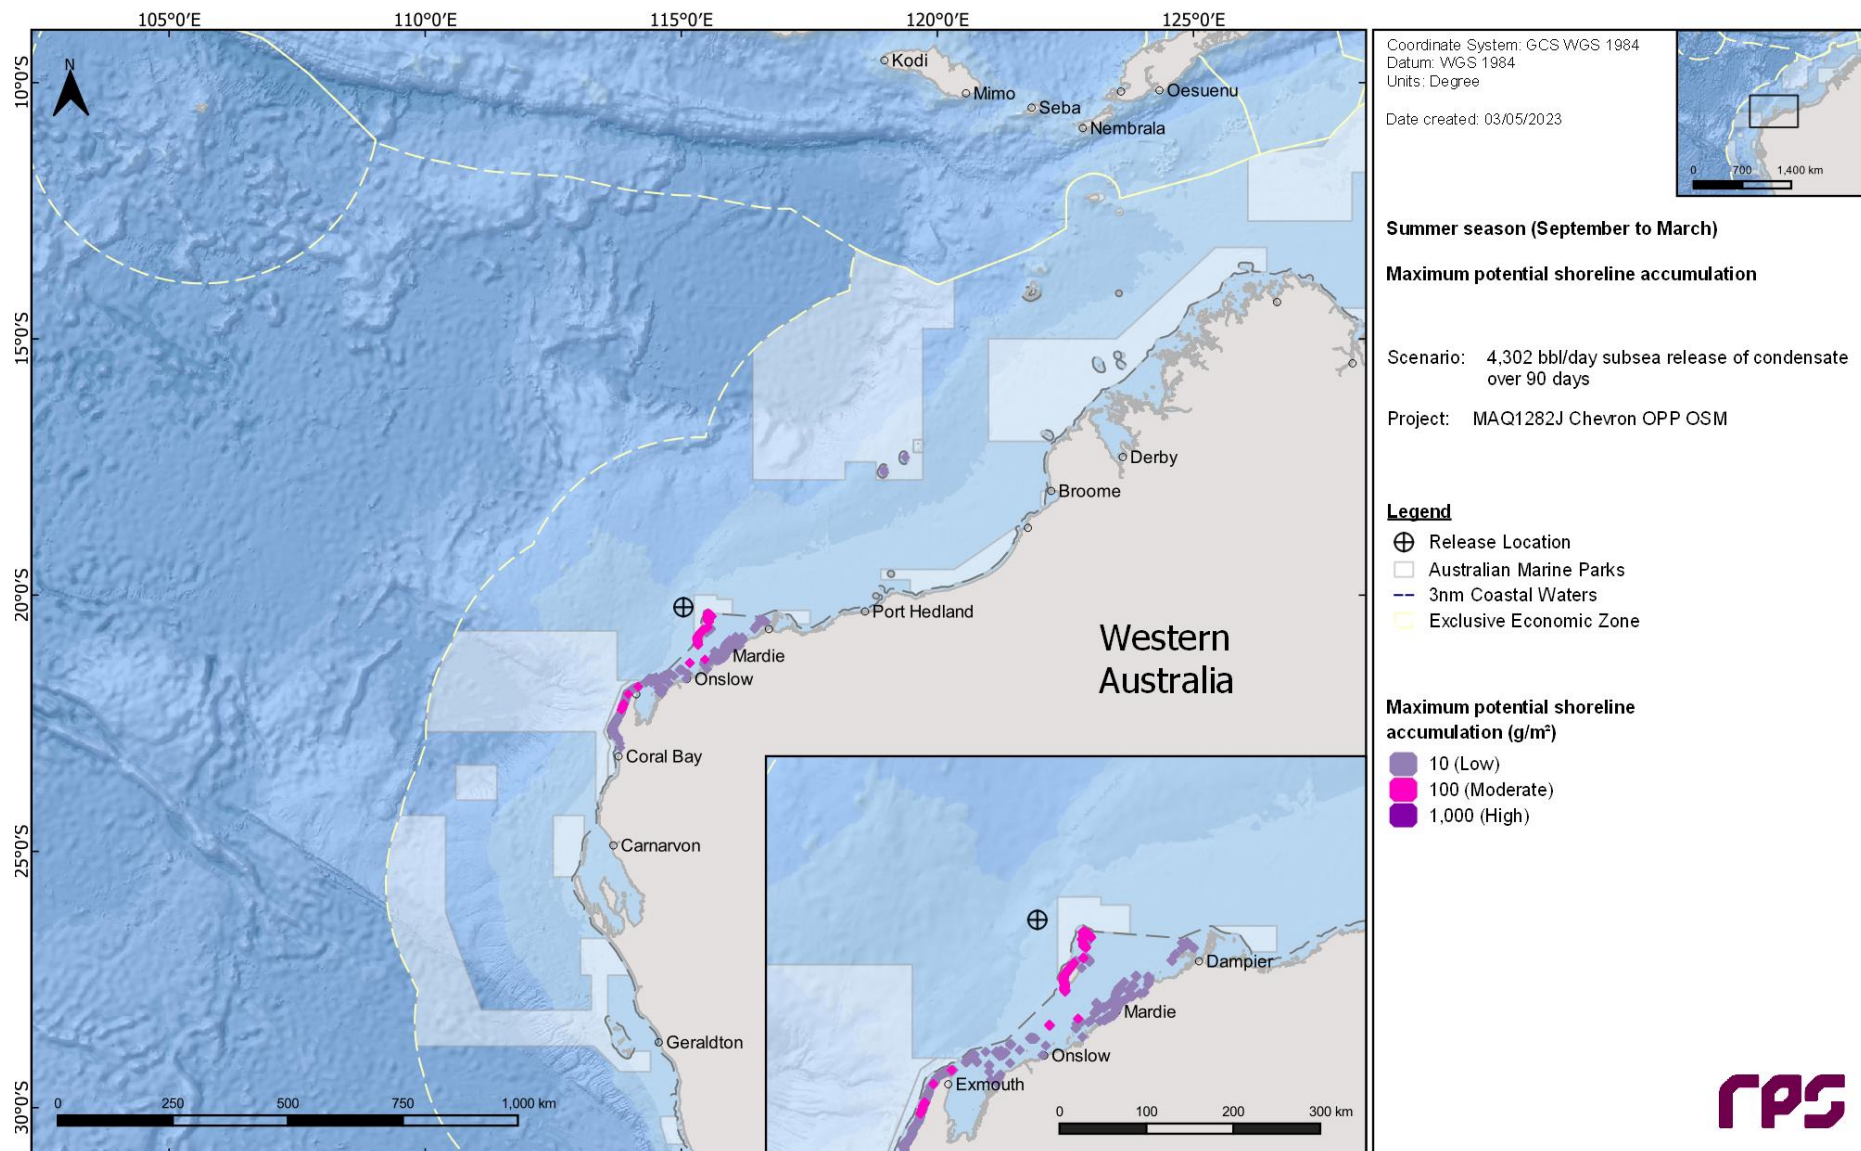 105°0'E
110°0'E
115°0'E
120°0'E
125°0'E
10°0'S
15°0'S
20°0'S
25°0'S
30°0'S
N
Kodi
Mimo
Seba
Oesuenu
Nembrala
Derby
Broome
Port Hedland
Mardie
Onslow
Coral Bay
Carnarvon
Geraldton
Western
Australia
0 250 500 750 1,000 km
Dampier
Mardie
Onslow
Exmouth
0 100 200 300 km
Coordinate System: GCS WGS 1984
Datum: WGS 1984
Units: Degree
Date created: 03/05/2023
0 700 1,400 km
Summer season (September to March)
Maximum potential shoreline accumulation
Scenario: 4,302 bbl/day subsea release of condensate
over 90 days
Project: MAQ1282J Chevron OPP OSM
Legend
Release Location
Australian Marine Parks
3nm Coastal Waters
Exclusive Economic Zone
Maximum potential shoreline
accumulation (g/m²)
10 (Low)
100 (Moderate)
1,000 (High)
rps